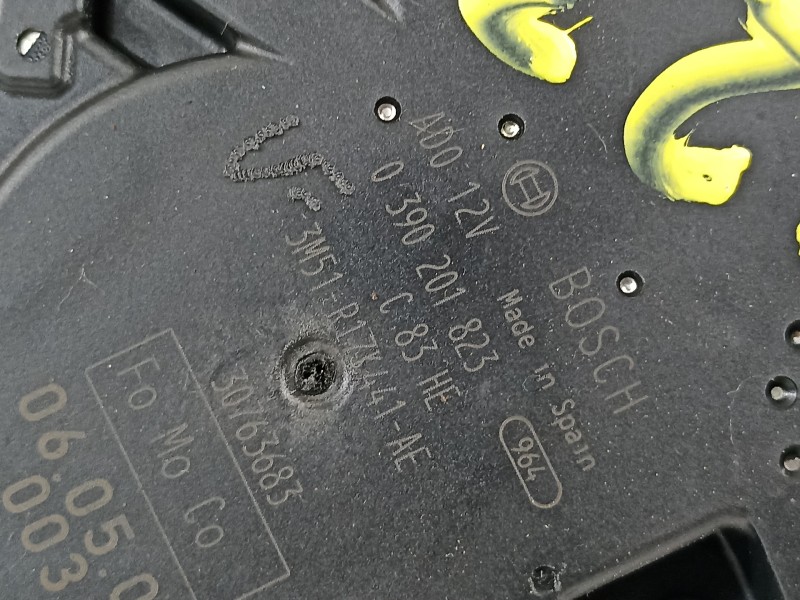 BOSCH
Made in Spain
964
ADO 12V
0 390 201 823
C 83 HE
3M51-R17K441-AE
30763683
Fo Mo Co
06.05.0
003